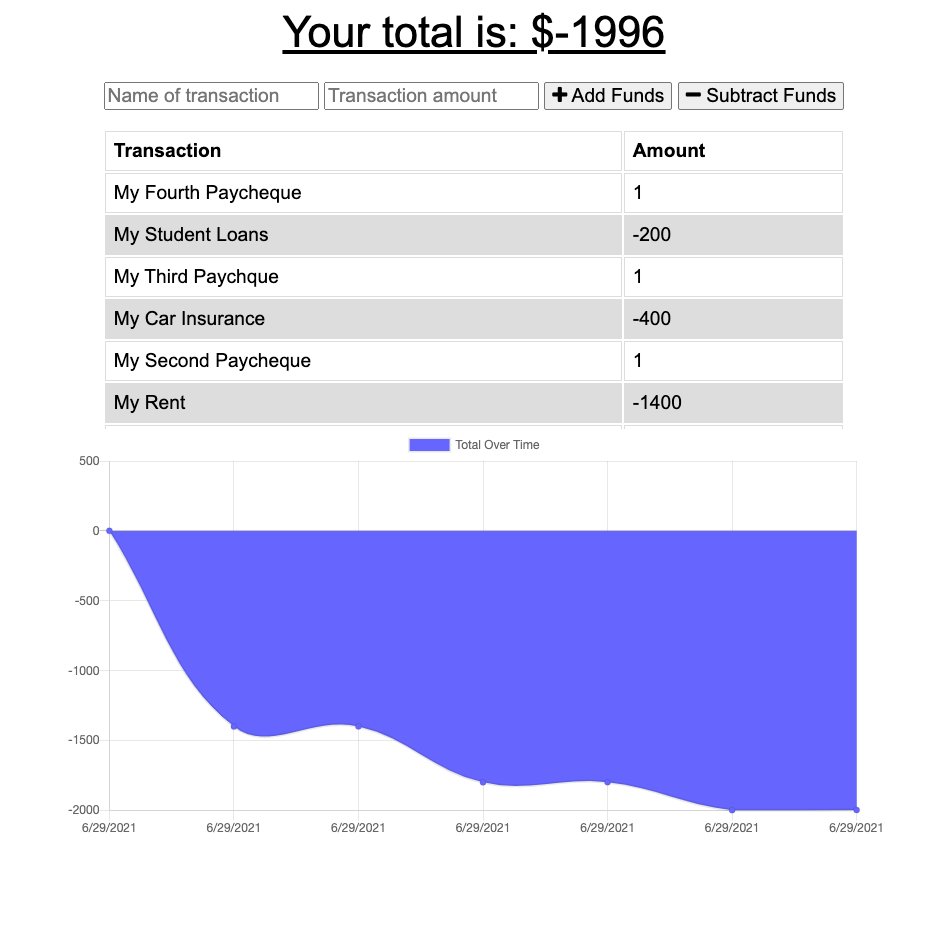 Your total is: $-1996
Name of transaction Transaction amount Add Funds Subtract Funds
Transaction Amount
My Fourth Paycheque 1
My Student Loans -200
My Third Paychque 1
My Car Insurance -400
My Second Paycheque 1
My Rent -1400
Total Over Time
500
0
-500
-1000
-1500
-2000
6/29/2021 6/29/2021 6/29/2021 6/29/2021 6/29/2021 6/29/2021 6/29/2021